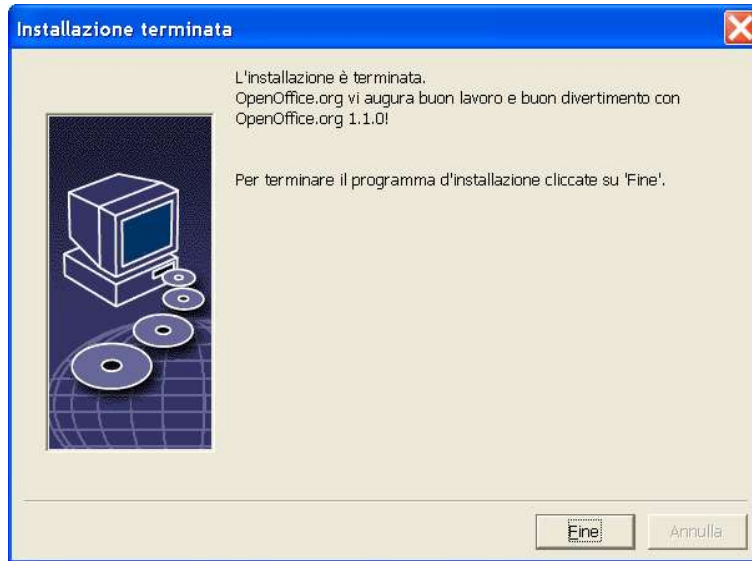 Installazione terminata
L'installazione è terminata.
OpenOffice.org vi augura buon lavoro e buon divertimento con
OpenOffice.org 1.1.0!
Per terminare il programma d'installazione cliccate su 'Fine'.
Fine
Annulla